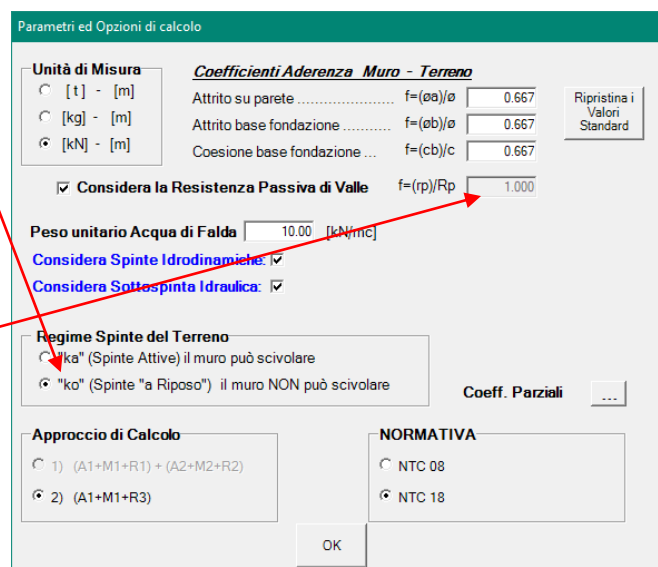 Parametri ed Opzioni di calcolo
Unità di Misura
[t] - [m]
[kg] - [m]
[kN] - [m]
Coefficienti Aderenza Muro - Terreno
Attrito su parete ..................... f=(øa)/ø 0.667
Attrito base fondazione ........... f=(øb)/ø 0.667
Coesione base fondazione ... f=(cb)/c 0.667
Ripristina i
Valori
Standard
Considera la Resistenza Passiva di Valle f=(rp)/Rp 1.000
Peso unitario Acqua di Falda 10.00 [kN/mc]
Considera Spinte Idrodinamiche:
Considera Sottospinta Idraulica:
Regime Spinte del Terreno
"ka" (Spinte Attive) il muro può scivolare
"ko" (Spinte "a Riposo") il muro NON può scivolare
Coeff. Parziali ...
Approccio di Calcolo
1) (A1+M1+R1) + (A2+M2+R2)
2) (A1+M1+R3)
NORMATIVA
NTC 08
NTC 18
OK